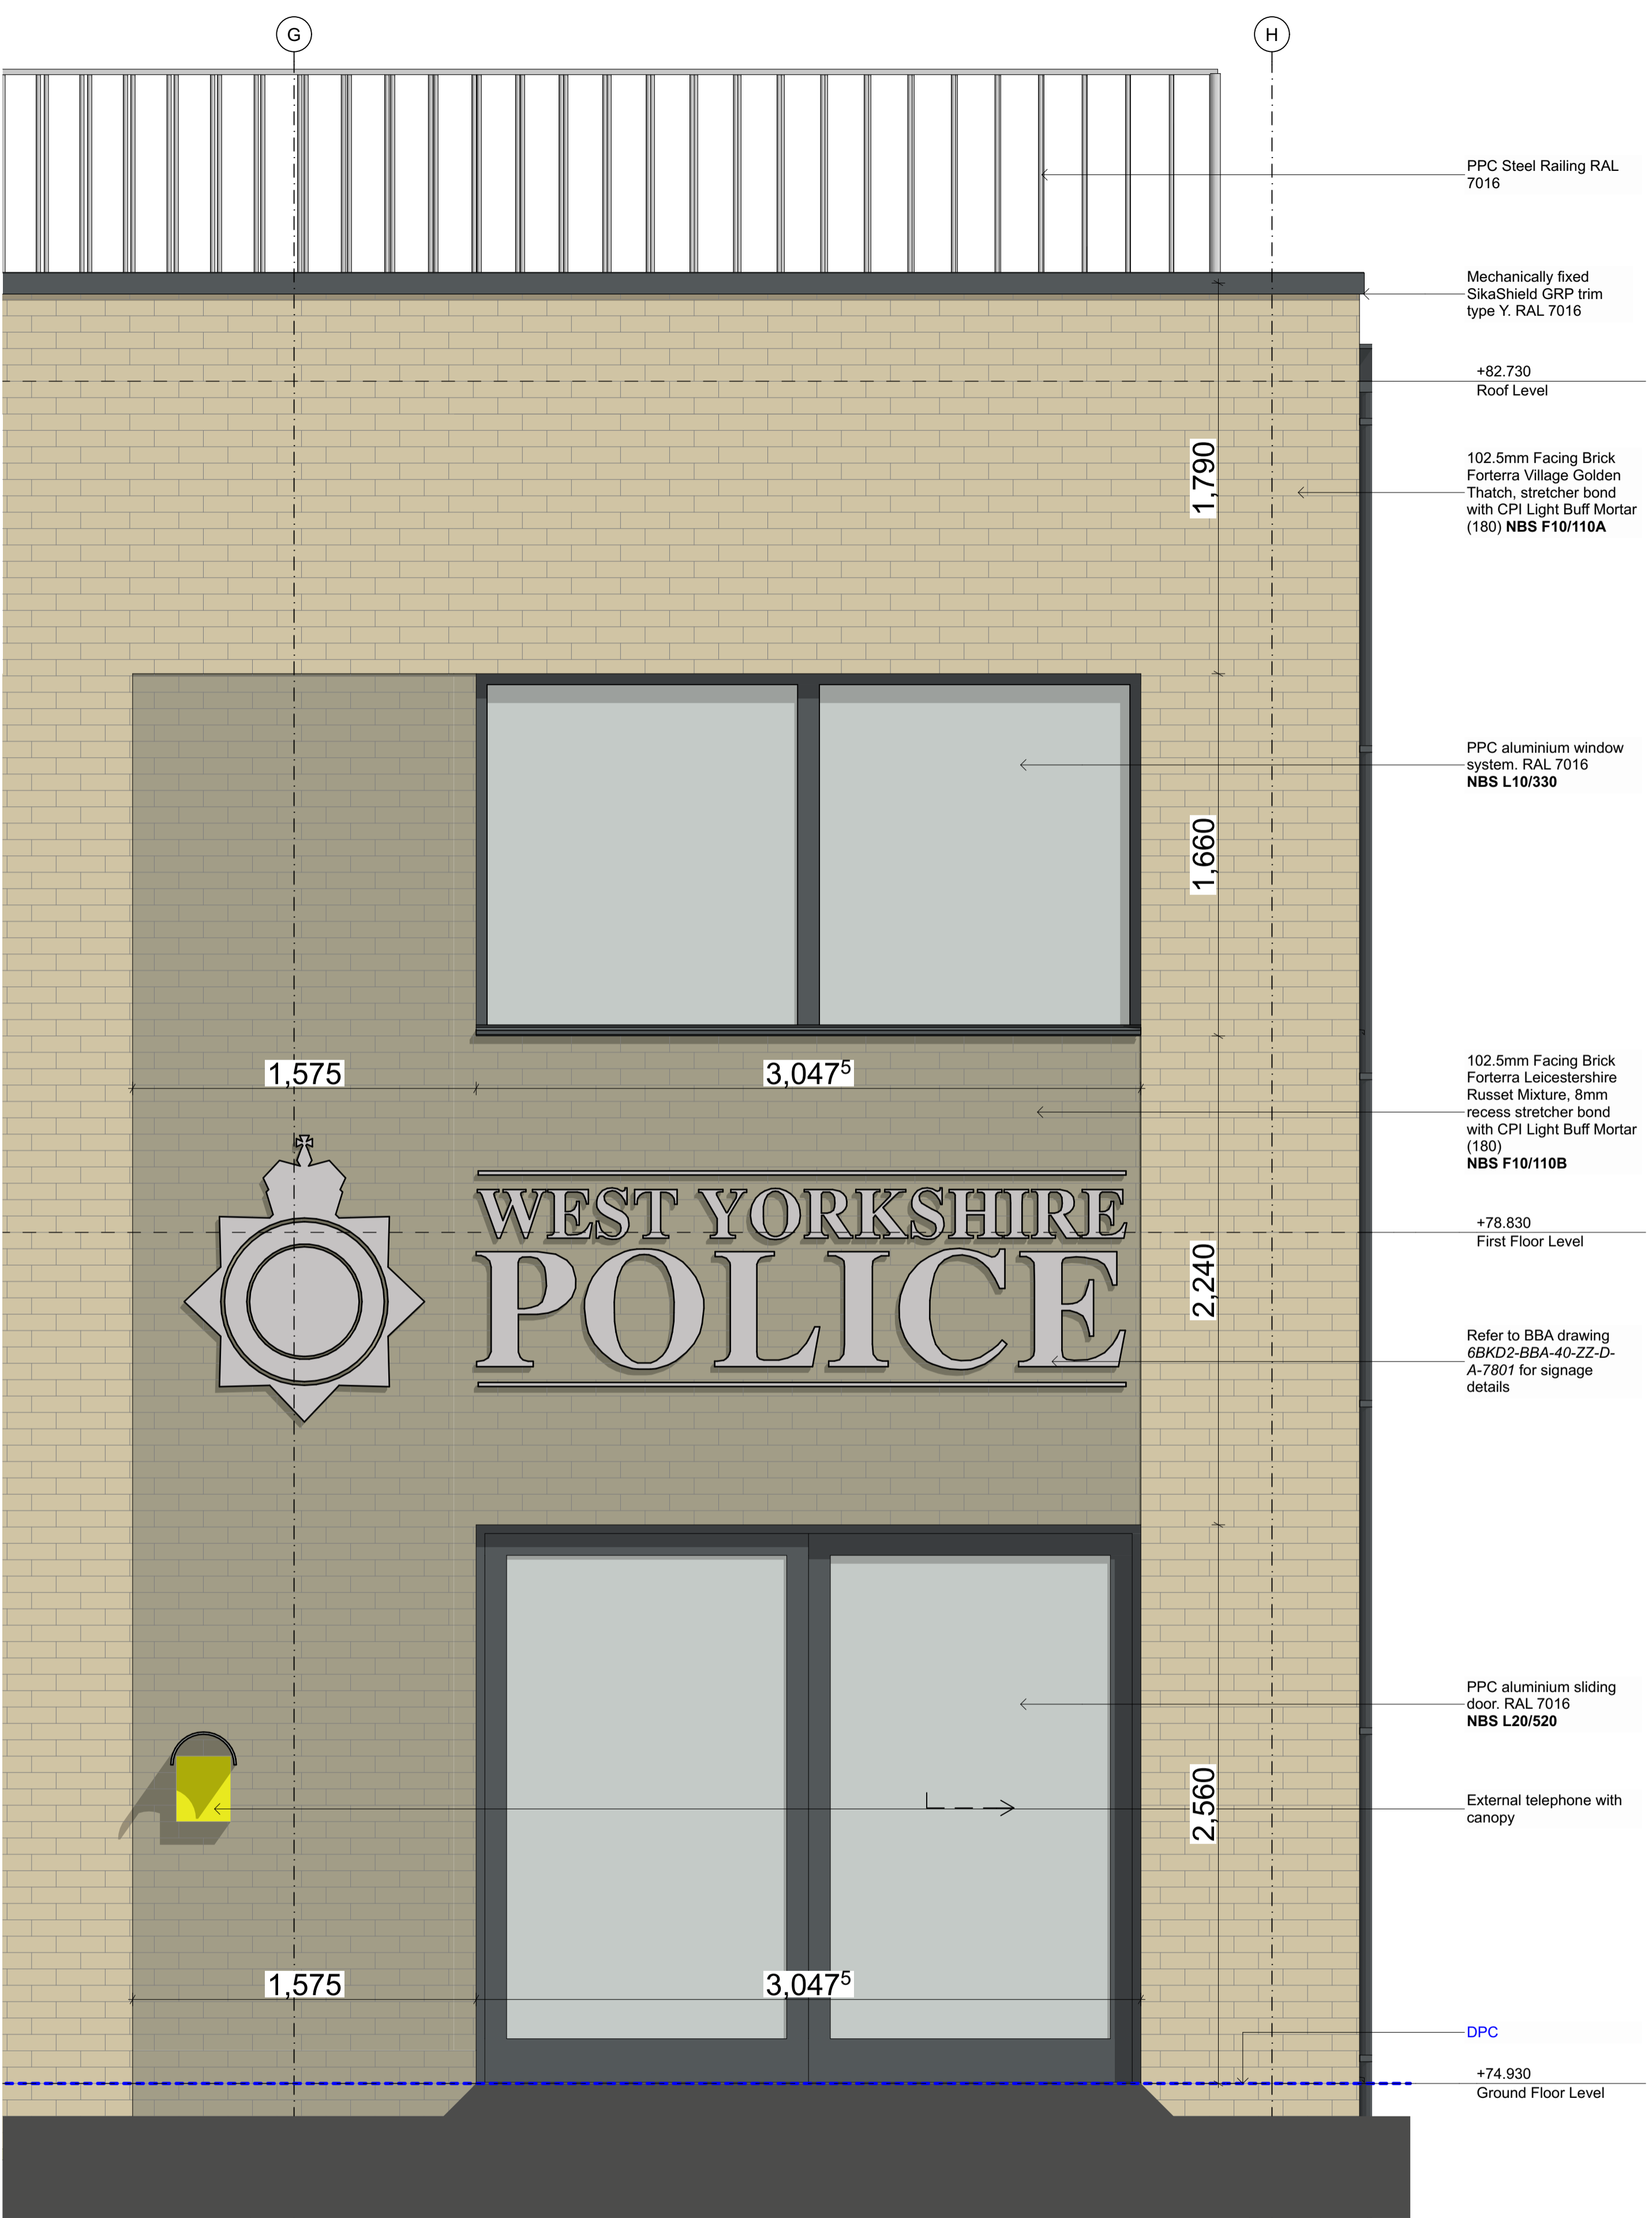 G
H
PPC Steel Railing RAL
7016
Mechanically fixed
SikaShield GRP trim
type Y. RAL 7016
+82.730
Roof Level
1,790
102.5mm Facing Brick
Forterra Village Golden
Thatch, stretcher bond
with CPI Light Buff Mortar
(180) NBS F10/110A
PPC aluminium window
system. RAL 7016
NBS L10/330
1,660
1,575
3,047⁵
102.5mm Facing Brick
Forterra Leicestershire
Russet Mixture, 8mm
recess stretcher bond
with CPI Light Buff Mortar
(180)
NBS F10/110B
WEST YORKSHIRE
POLICE
+78.830
First Floor Level
2,240
Refer to BBA drawing
6BKD2-BBA-40-ZZ-D-
A-7801 for signage
details
PPC aluminium sliding
door. RAL 7016
NBS L20/520
2,560
External telephone with
canopy
1,575
3,047⁵
DPC
+74.930
Ground Floor Level